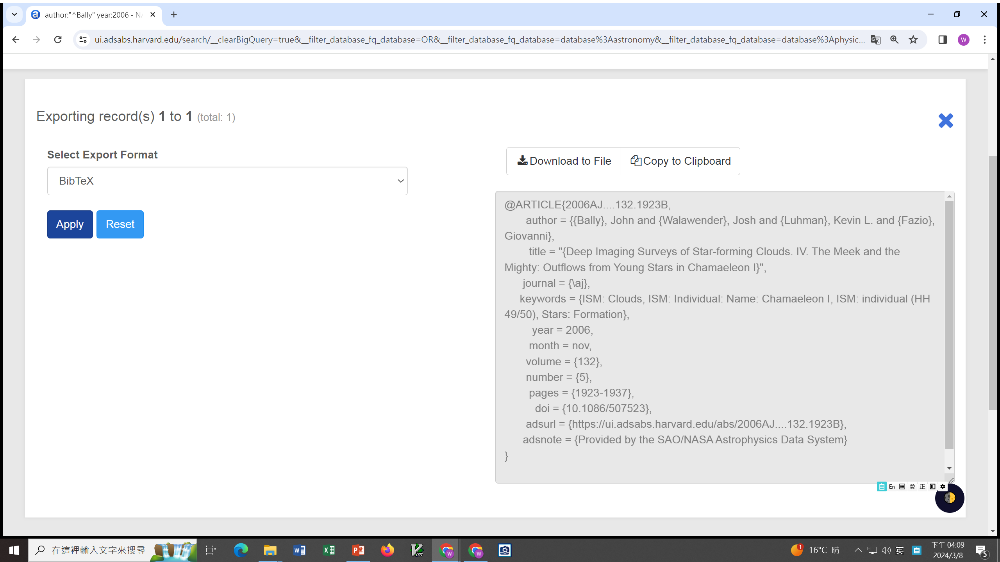 author:"^Bally" year:2006 - NA
ui.adsabs.harvard.edu/search/__clearBigQuery=true&__filter_database_fq_database=OR&__filter_database_fq_database=database%3Aastronomy&__filter_database_fq_database=database%3Aphysic...
W
Exporting record(s) 1 to 1 (total: 1)
Select Export Format
BibTeX
Apply Reset
Download to File Copy to Clipboard
@ARTICLE{2006AJ....132.1923B,
author = {{Bally}, John and {Walawender}, Josh and {Luhman}, Kevin L. and {Fazio},
Giovanni},
title = "{Deep Imaging Surveys of Star-forming Clouds. IV. The Meek and the
Mighty: Outflows from Young Stars in Chamaeleon I}",
journal = {\aj},
keywords = {ISM: Clouds, ISM: Individual: Name: Chamaeleon I, ISM: individual (HH
49/50), Stars: Formation},
year = 2006,
month = nov,
volume = {132},
number = {5},
pages = {1923-1937},
doi = {10.1086/507523},
adsurl = {https://ui.adsabs.harvard.edu/abs/2006AJ....132.1923B},
adsnote = {Provided by the SAO/NASA Astrophysics Data System}
}
En @ 正
在這裡輸入文字來搜尋
1 16°C 晴
英
下午 04:09
2024/3/8
5